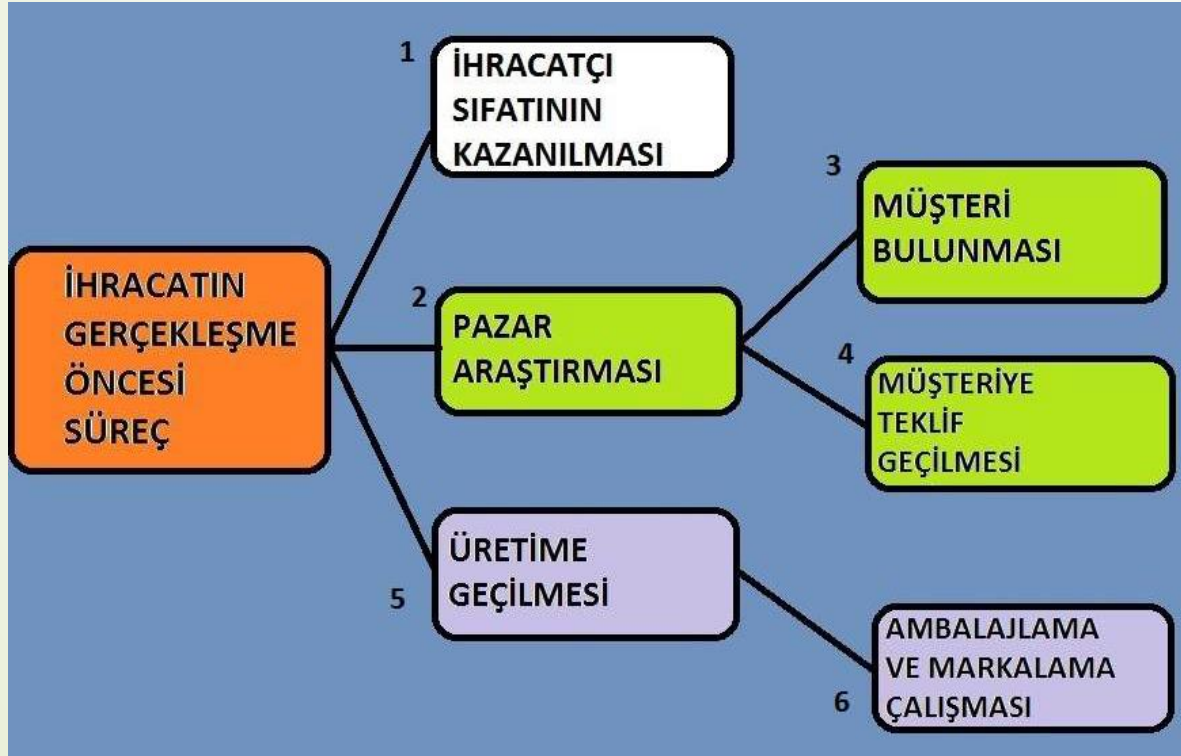 İHRACATIN
GERÇEKLEŞME
ÖNCESİ
SÜREÇ
1
İHRACATÇI
SIFATININ
KAZANILMASI
2
PAZAR
ARAŞTIRMASI
3
MÜŞTERİ
BULUNMASI
4
MÜŞTERİYE
TEKLİF
GEÇİLMESİ
5
ÜRETİME
GEÇİLMESİ
6
AMBALAJLAMA
VE MARKALAMA
ÇALIŞMASI